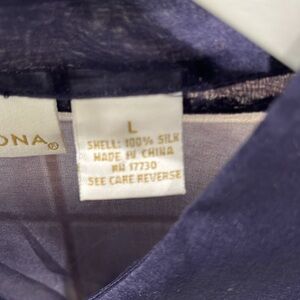 ONA®
L
SHELL: 100% SILK
MADE IN CHINA
RN 17730
SEE CARE REVERSE